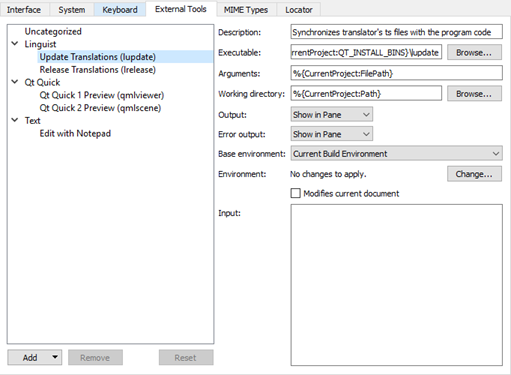 Interface System Keyboard External Tools MIME Types Locator
Uncategorized
Linguist
Update Translations (lupdate)
Release Translations (lrelease)
Qt Quick
Qt Quick 1 Preview (qmlviewer)
Qt Quick 2 Preview (qmlscene)
Text
Edit with Notepad
Add Remove Reset
Description: Synchronizes translator's ts files with the program code
Executable: rrentProject:QT_INSTALL_BINS}\lupdate Browse...
Arguments: %{CurrentProject:FilePath}
Working directory: %{CurrentProject:Path} Browse...
Output: Show in Pane
Error output: Show in Pane
Base environment: Current Build Environment
Environment: No changes to apply. Change...
Modifies current document
Input: